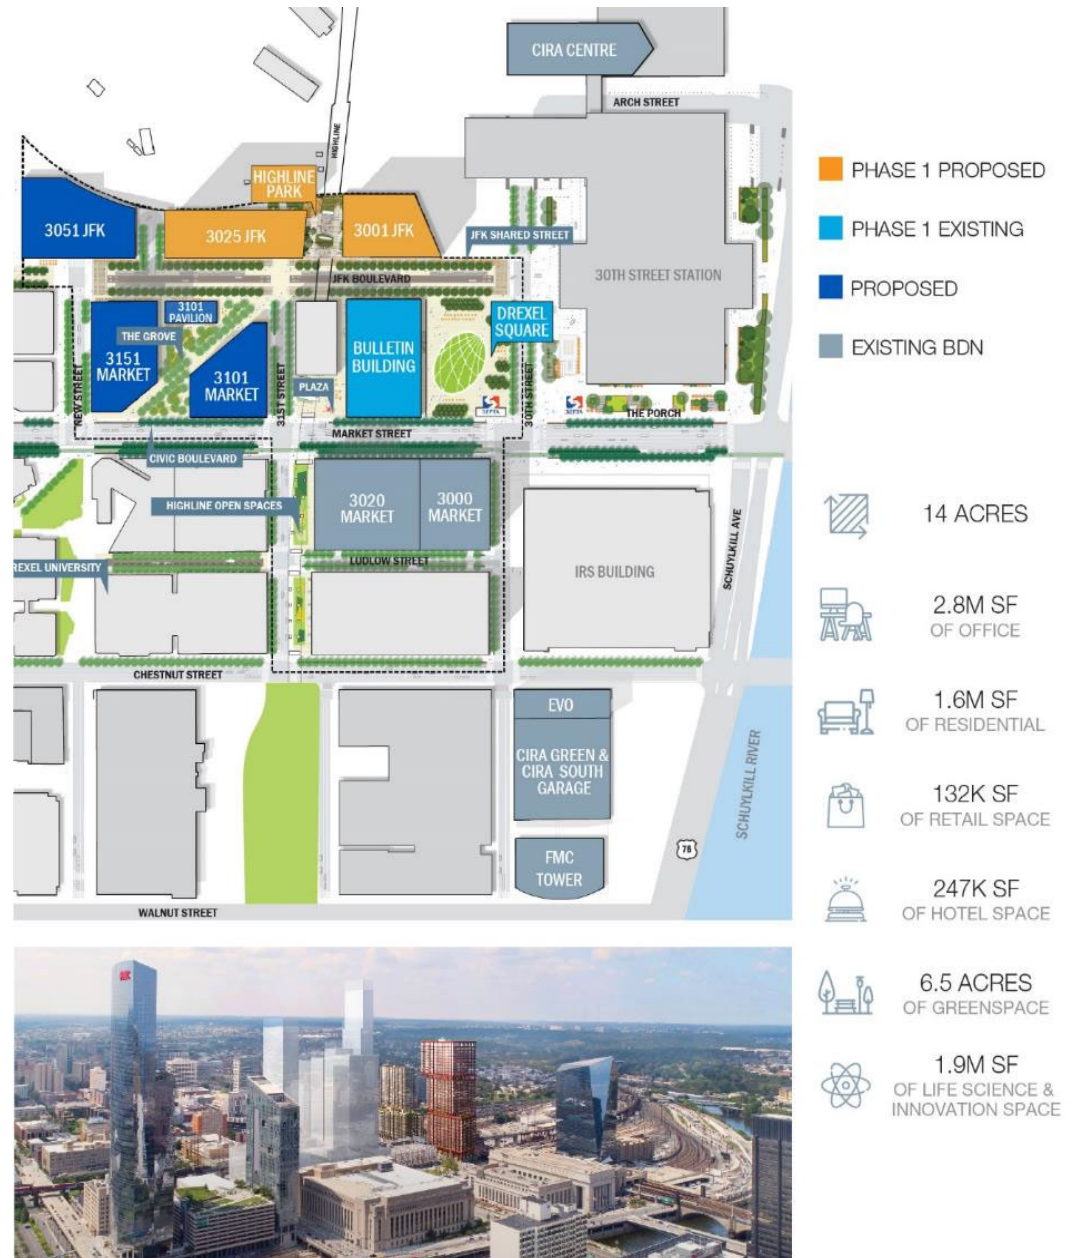 CIRA CENTRE
ARCH STREET
HIGHLINE
HIGHLINE
PARK
3051 JFK
3025 JFK
3001 JFK
JFK SHARED STREET
30TH STREET STATION
JFK BOULEVARD
3101
PAVILION
THE GROVE
3151
MARKET
3101
MARKET
NEW STREET
31ST STREET
PLAZA
BULLETIN
BUILDING
DREXEL
SQUARE
30TH STREET
SEPTA
SEPTA
THE PORCH
MARKET STREET
CIVIC BOULEVARD
HIGHLINE OPEN SPACES
3020
MARKET
3000
MARKET
LUDLOW STREET
REXEL UNIVERSITY
IRS BUILDING
SCHUYLKILL AVE
CHESTNUT STREET
EVO
CIRA GREEN &
CIRA SOUTH
GARAGE
FMC
TOWER
SCHUYLKILL RIVER
76
WALNUT STREET
PHASE 1 PROPOSED
PHASE 1 EXISTING
PROPOSED
EXISTING BDN
14 ACRES
2.8M SF
OF OFFICE
1.6M SF
OF RESIDENTIAL
132K SF
OF RETAIL SPACE
247K SF
OF HOTEL SPACE
6.5 ACRES
OF GREENSPACE
1.9M SF
OF LIFE SCIENCE &
INNOVATION SPACE